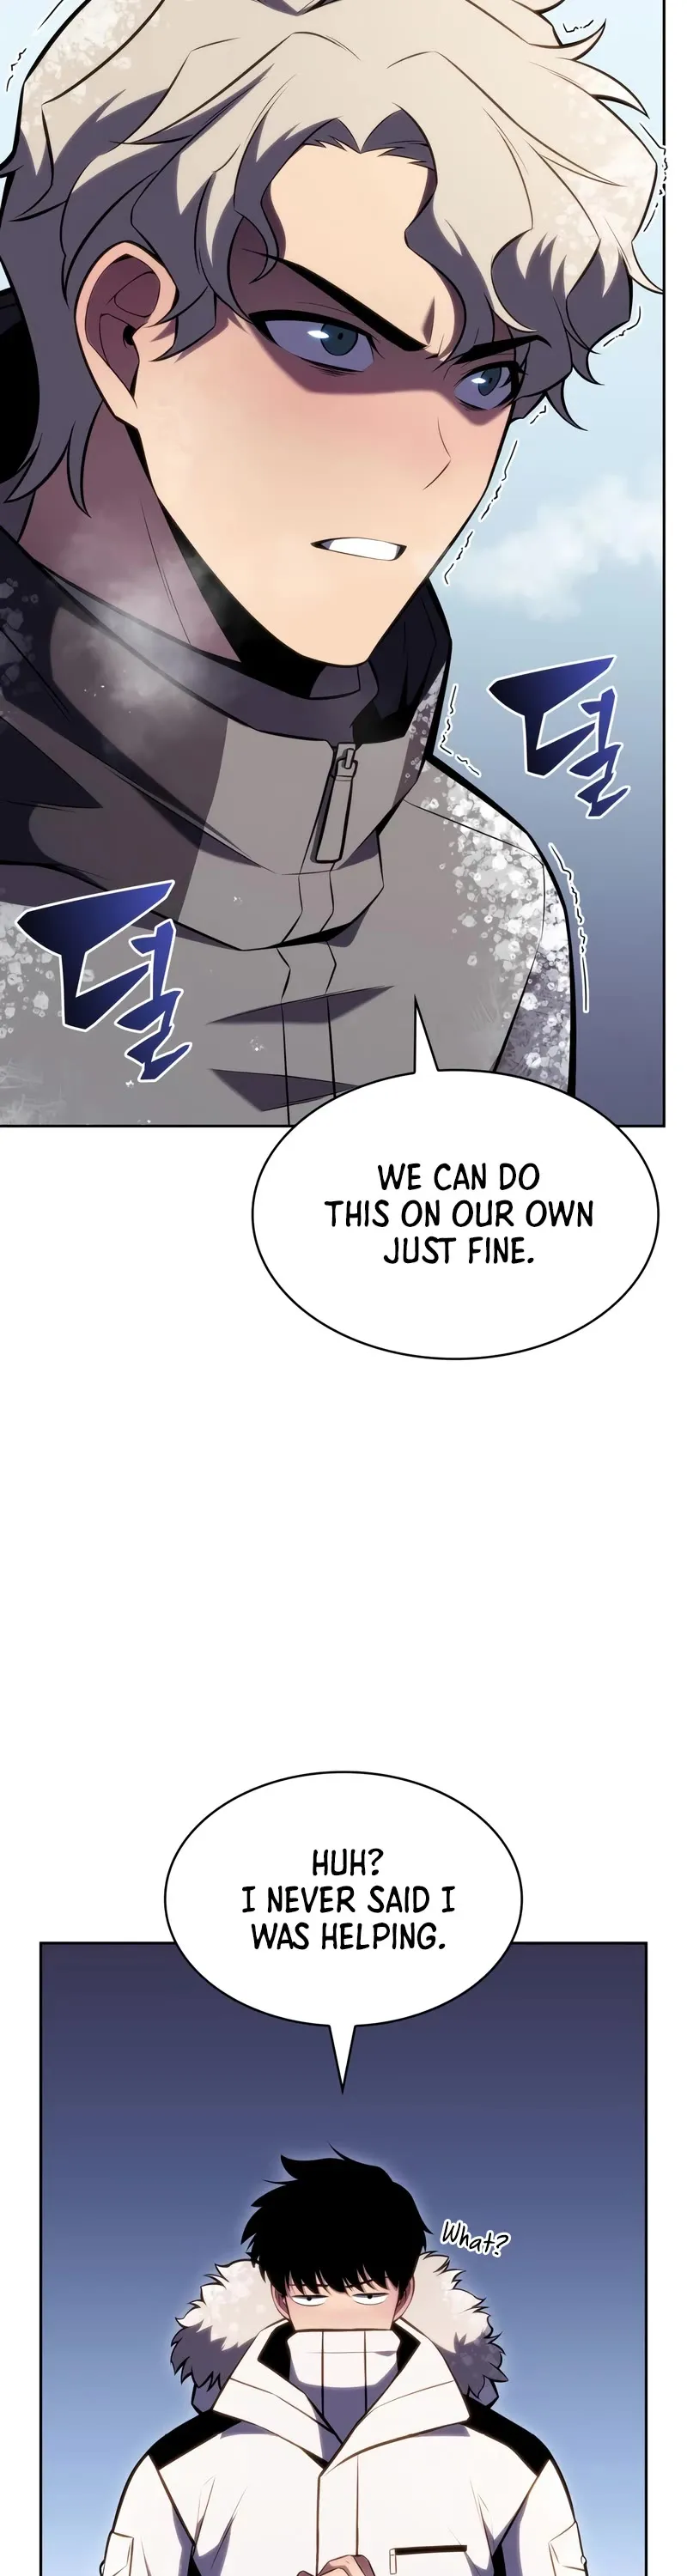 덜
덜
WE CAN DO
THIS ON OUR OWN
JUST FINE.
HUH?
I NEVER SAID I
WAS HELPING.
What?